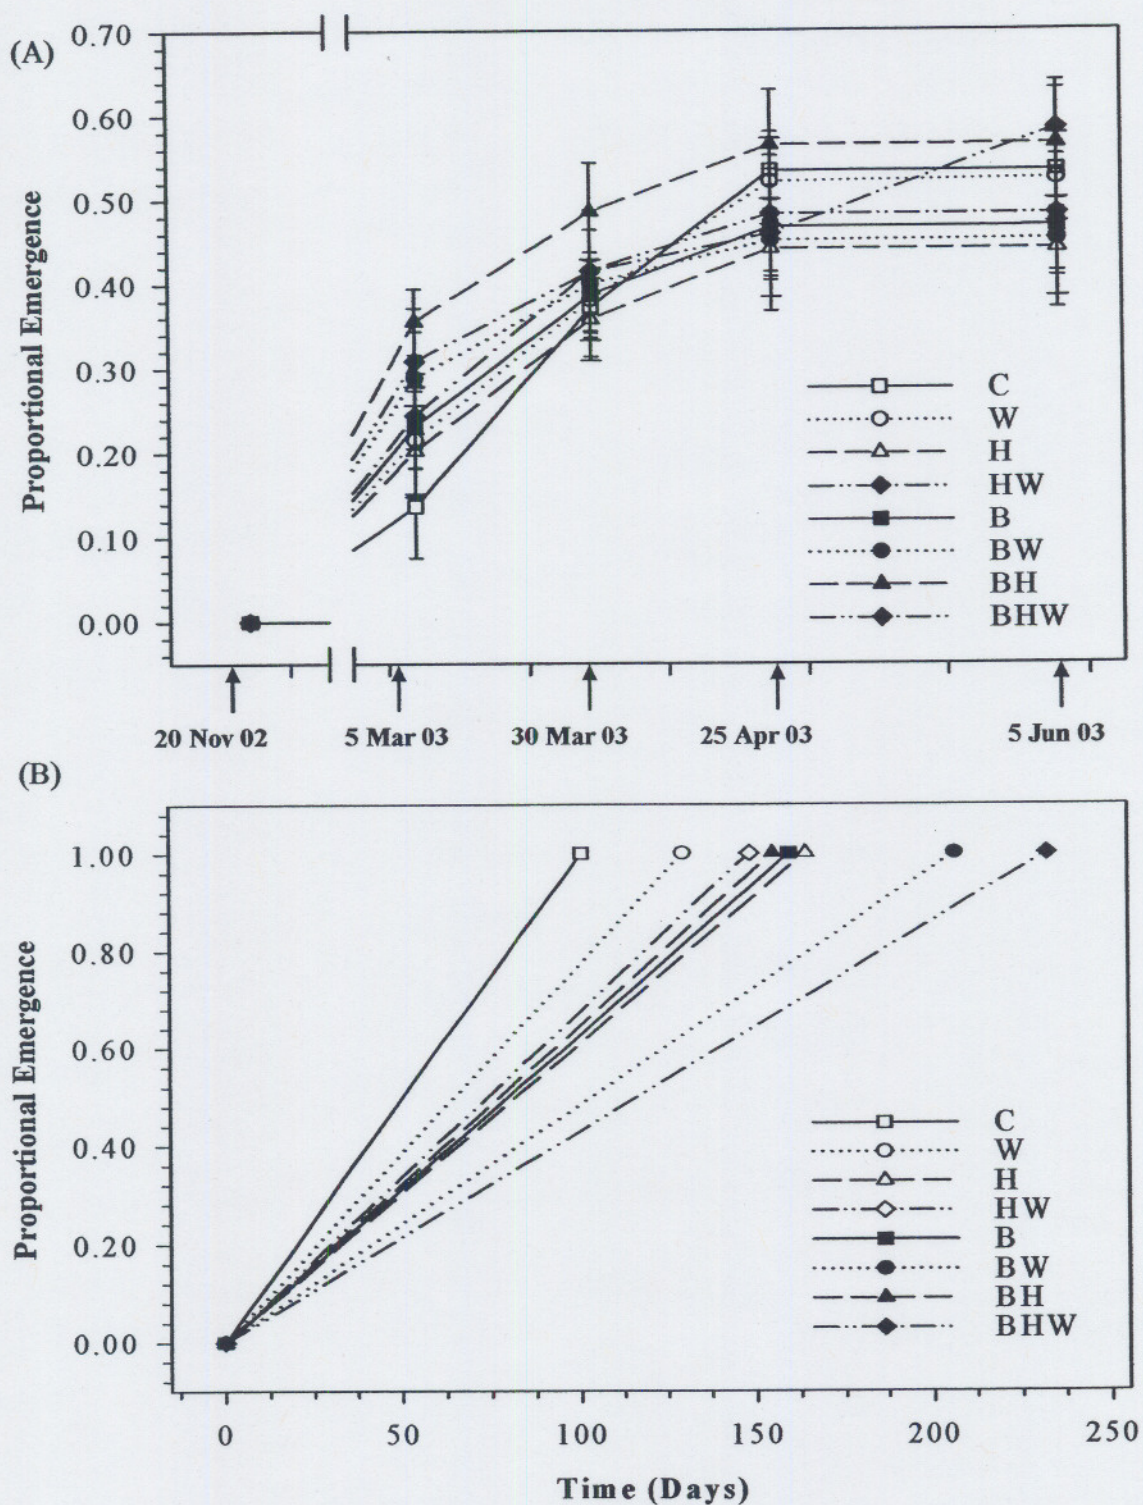 (A)
0.70
0.60
0.50
0.40
0.30
0.20
0.10
0.00
Proportional Emergence
C
W
H
HW
B
BW
BH
BHW
20 Nov 02
5 Mar 03
30 Mar 03
25 Apr 03
5 Jun 03
(B)
1.00
0.80
0.60
0.40
0.20
0.00
Proportional Emergence
C
W
H
HW
B
BW
BH
BHW
0
50
100
150
200
250
Time (Days)